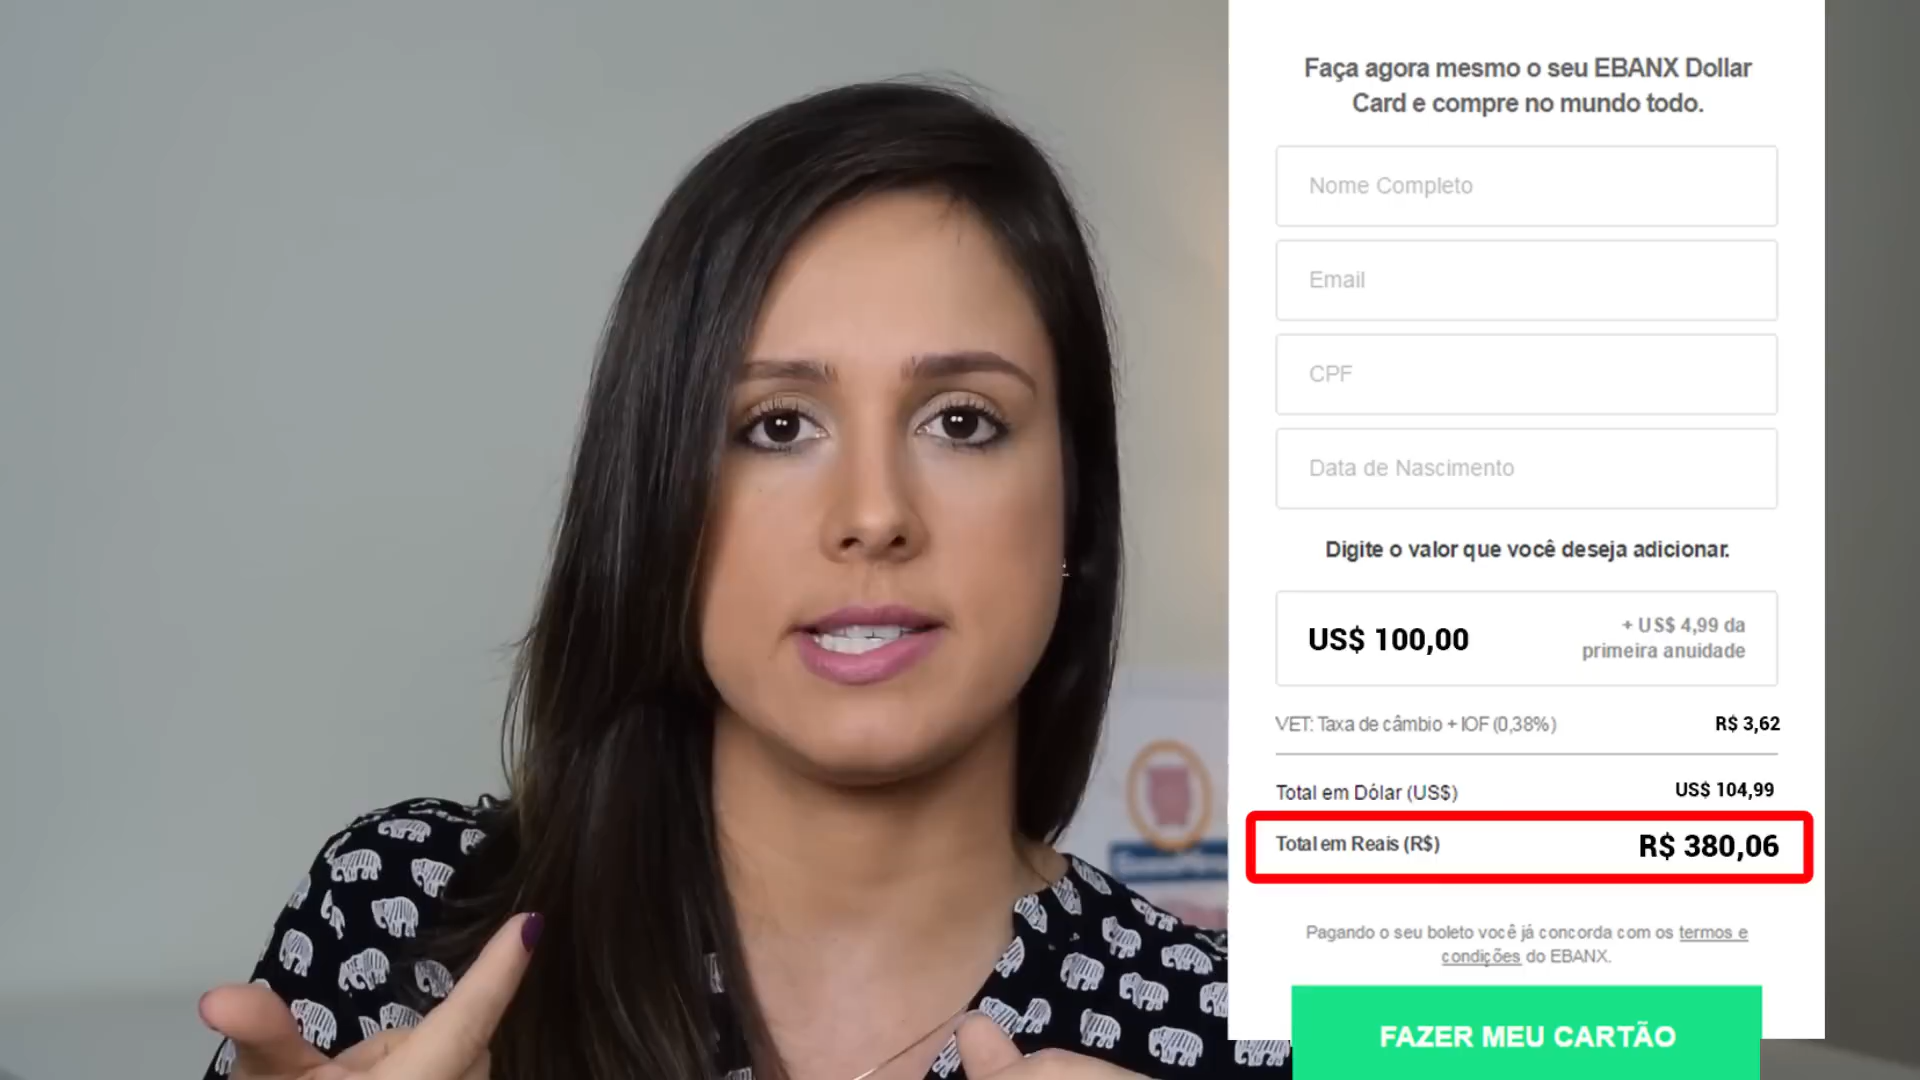 Faça agora mesmo o seu EBANX Dollar
Card e compre no mundo todo.
Nome Completo
Email
CPF
Data de Nascimento
Digite o valor que você deseja adicionar.
US$ 100,00
+ US$ 4,99 da
primeira anuidade
VET: Taxa de câmbio + IOF (0,38%)
R$ 3,62
Total em Dólar (US$)
US$ 104,99
Total em Reais (R$)
R$ 380,06
Pagando o seu boleto você já concorda com os termos e
condições do EBANX.
FAZER MEU CARTÃO